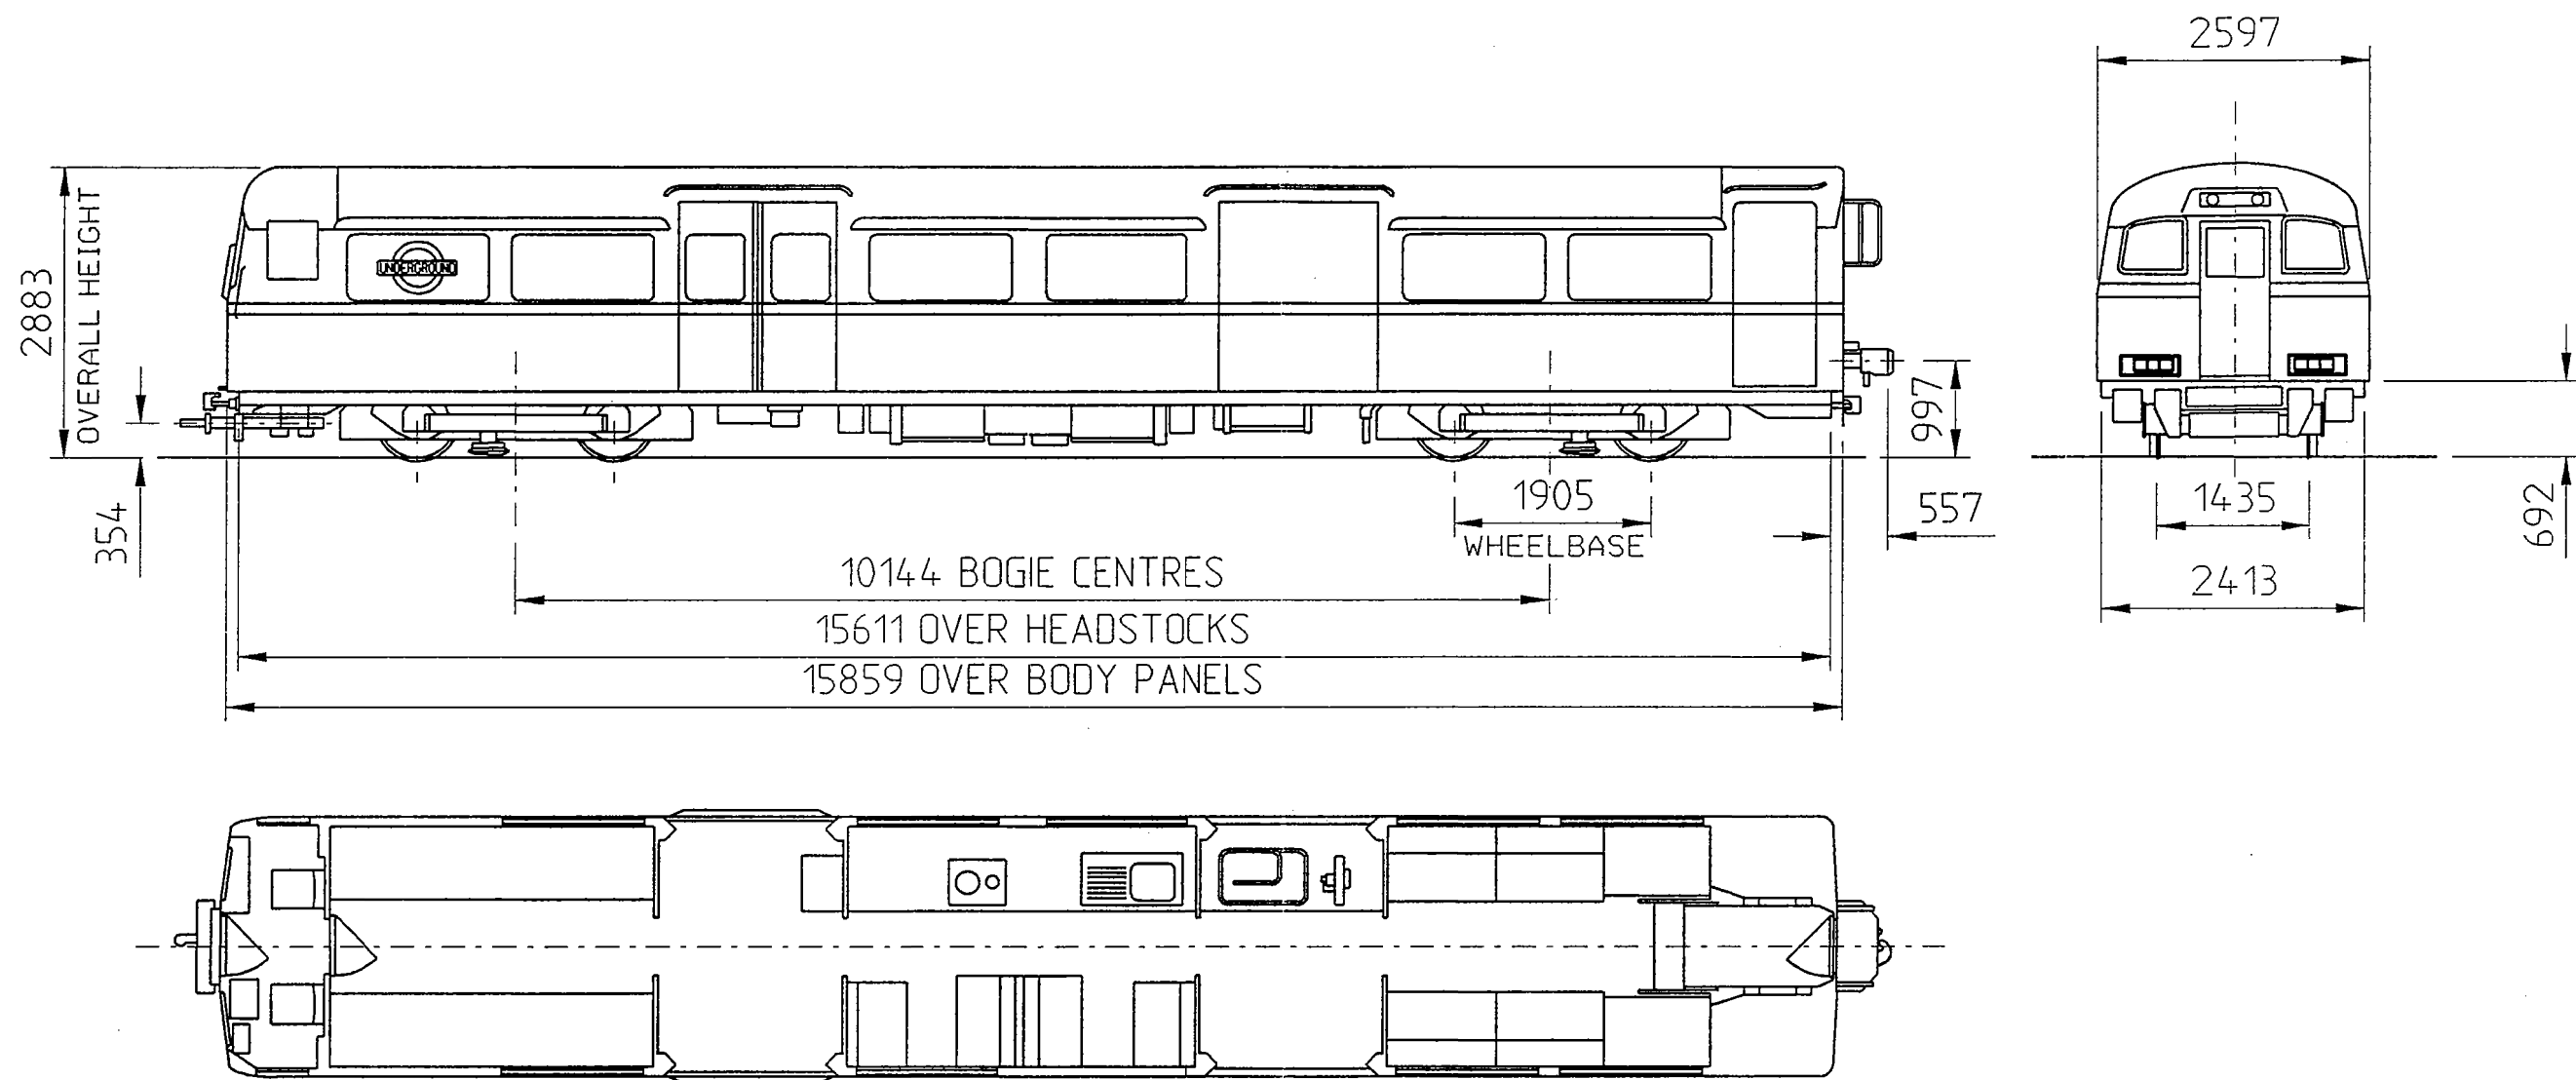 2597
2883
OVERALL HEIGHT
UNDERGROUND
997
354
1905
WHEELBASE
557
1435
692
10144 BOGIE CENTRES
2413
15611 OVER HEADSTOCKS
15859 OVER BODY PANELS